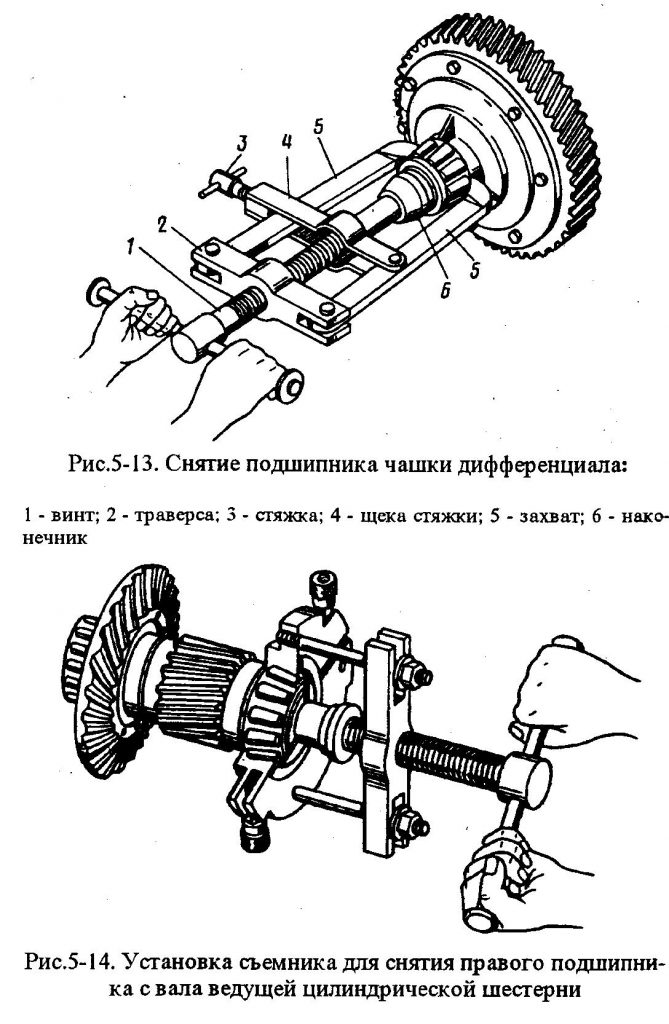 3
4
5
2
1
5
6
Рис.5-13. Снятие подшипника чашки дифференциала:
1 - винт; 2 - траверса; 3 - стяжка; 4 - щека стяжки; 5 - захват; 6 - нако-
нечник
Рис.5-14. Установка съемника для снятия правого подшипни-
ка с вала ведущей цилиндрической шестерни